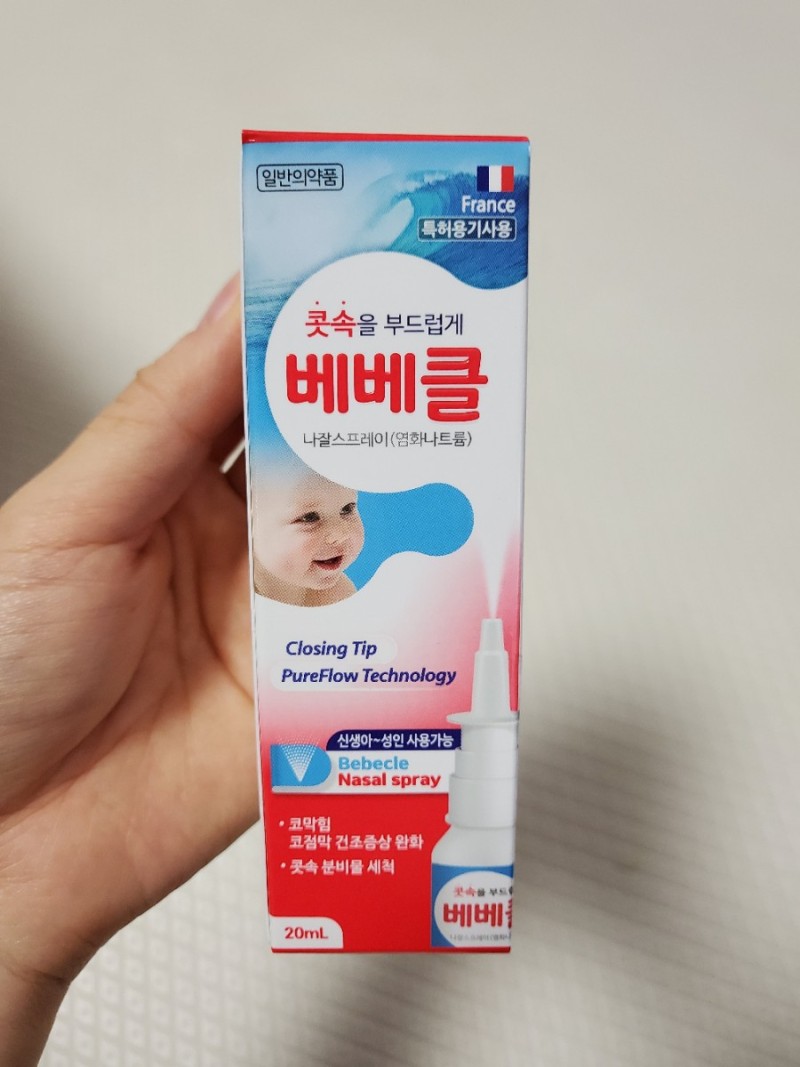 일반의약품
France
특허용기사용
콧속을 부드럽게
베베클
나잘스프레이(염화나트륨)
Closing Tip
PureFlow Technology
신생아~성인 사용가능
Bebecle
Nasal spray
• 코막힘
코점막 건조증상 완화
• 콧속 분비물 세척
20mL
콧속을 부드
베베